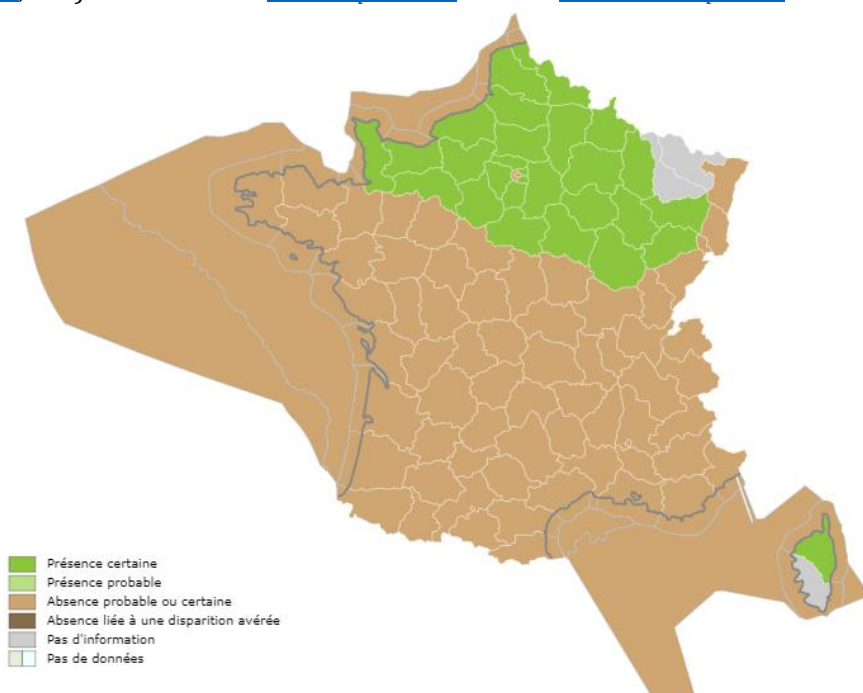 Présence certaine
Présence probable
Absence probable ou certaine
Absence liée à une disparition avérée
Pas d'information
Pas de données